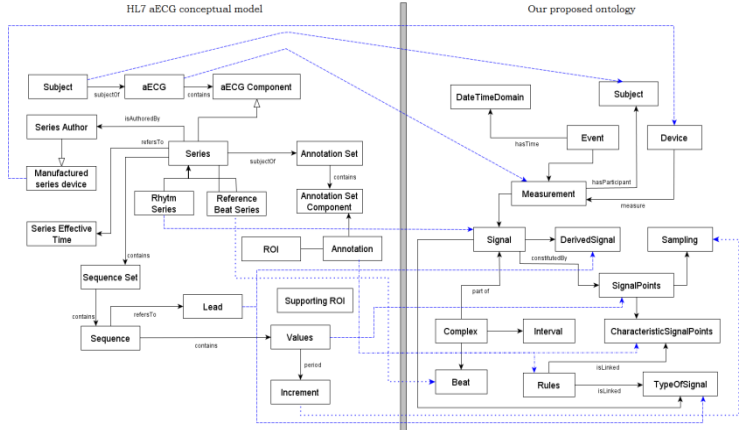 HL7 aECG conceptual model
Our proposed ontology
Subject
subjectOf
aECG
contains
aECG Component
Series Author
isAuthoredBy
refersTo
Manufactured
series device
Series
subjectOf
Annotation Set
contains
Rhytm
Series
Reference
Beat Series
Annotation Set
Component
Series Effective
Time
ROI
Annotation
contains
Sequence Set
contains
refersTo
Lead
Supporting ROI
Sequence
contains
Values
period
Increment
DateTimeDomain
Subject
hasTime
Event
Device
hasParticipant
Measurement
measure
Signal
DerivedSignal
Sampling
constitutedBy
SignalPoints
part of
Complex
Interval
CharacteristicSignalPoints
isLinked
Beat
Rules
isLinked
TypeOfSignal